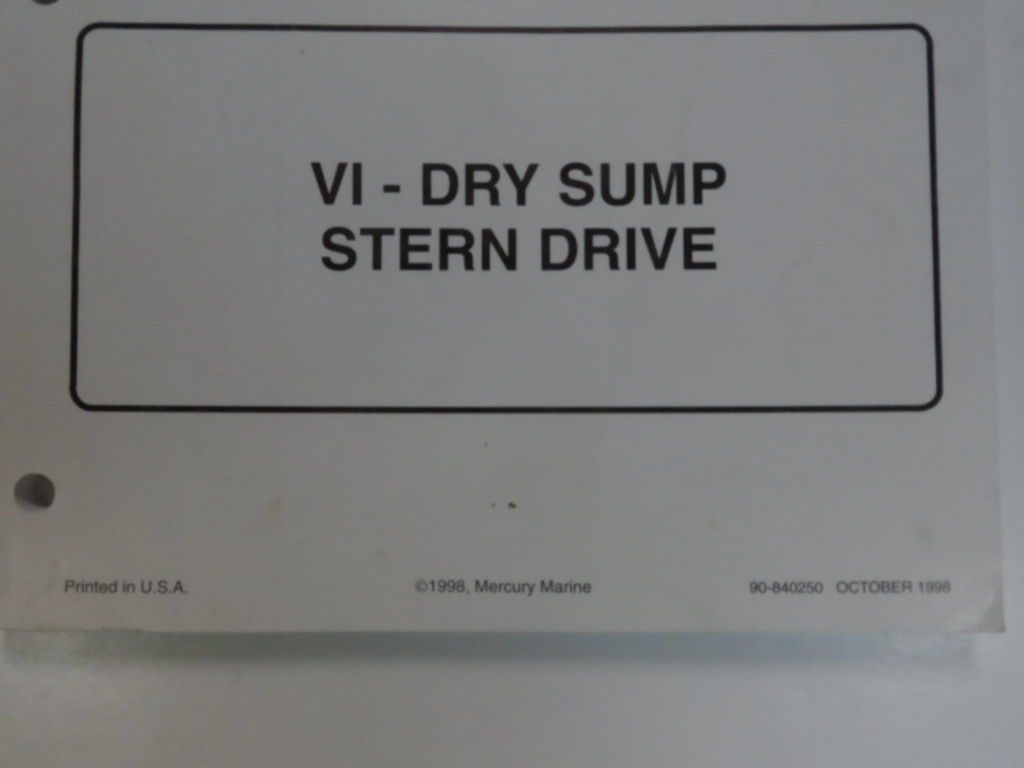 VI - DRY SUMP
STERN DRIVE
Printed in U.S.A.
©1998, Mercury Marine
90-840250 OCTOBER 1998